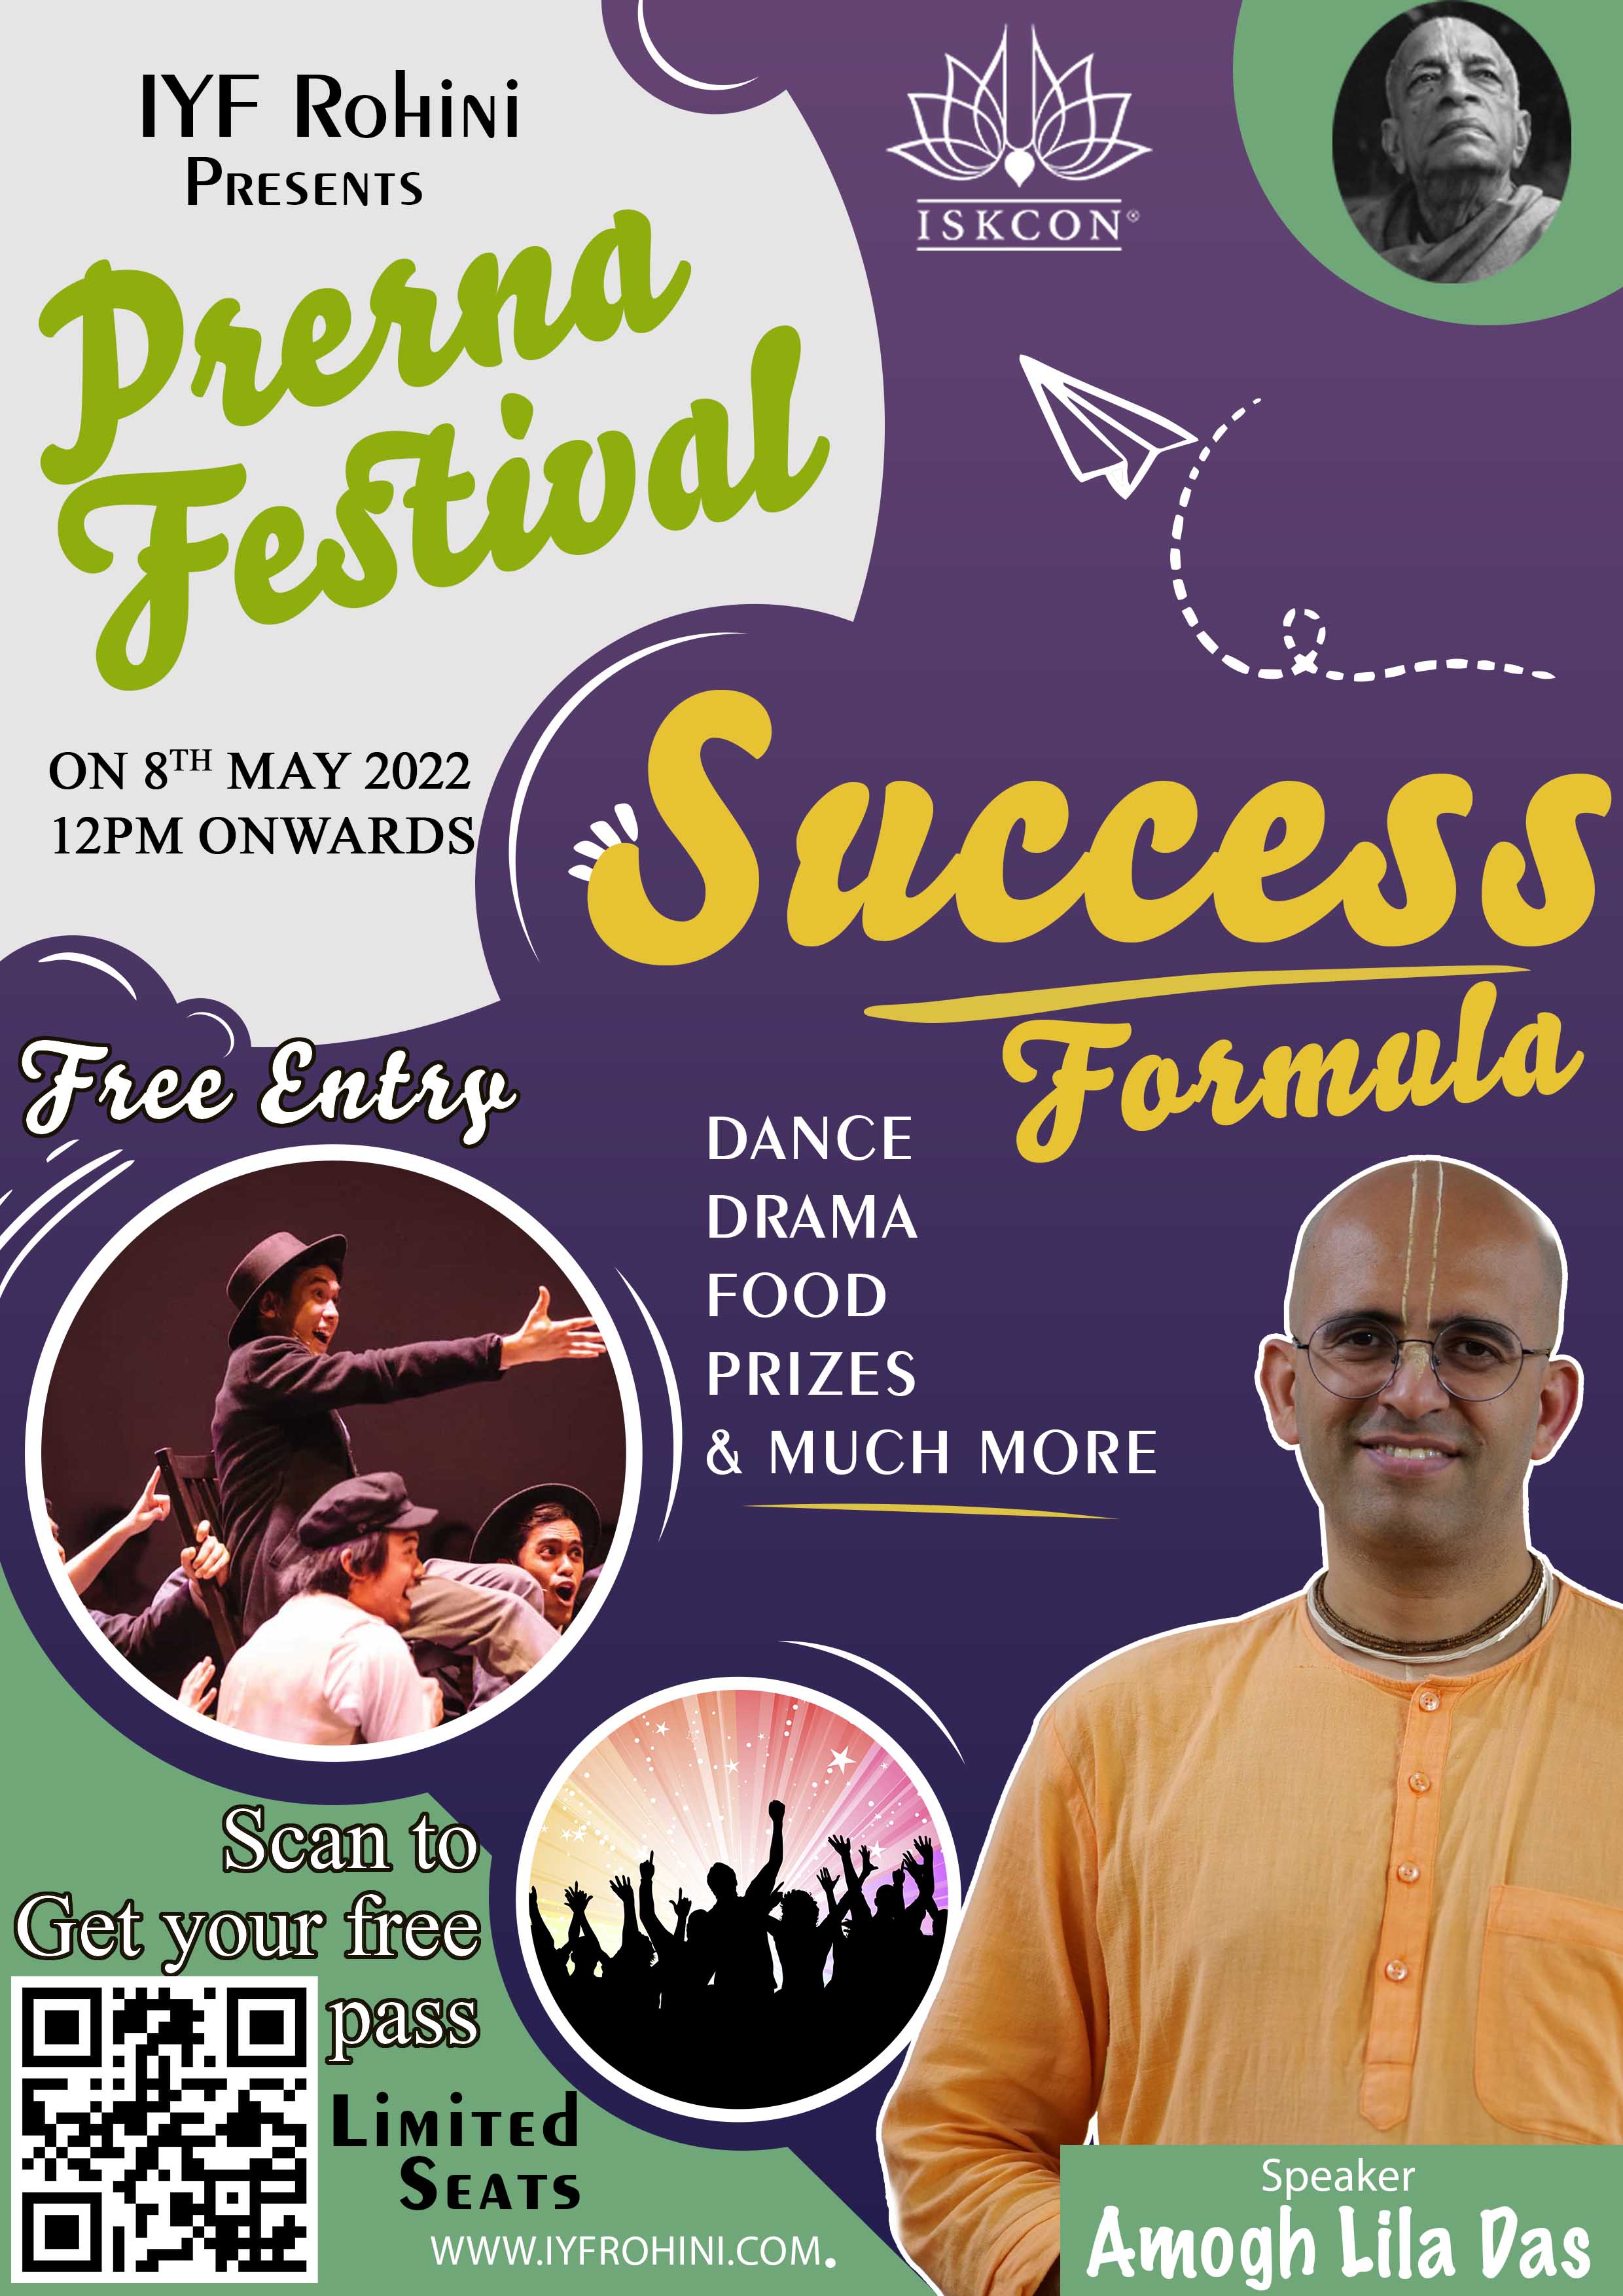 IYF Rohini
Presents
Prerna
Festival
ISKCON®
ON 8TH MAY 2022
12PM ONWARDS
Success
Formula
Free Entry
DANCE
DRAMA
FOOD
PRIZES
& MUCH MORE
Scan to
Get your free
pass
Limited
Seats
WWW.IYFROHINI.COM.
Speaker
Amogh Lila Das